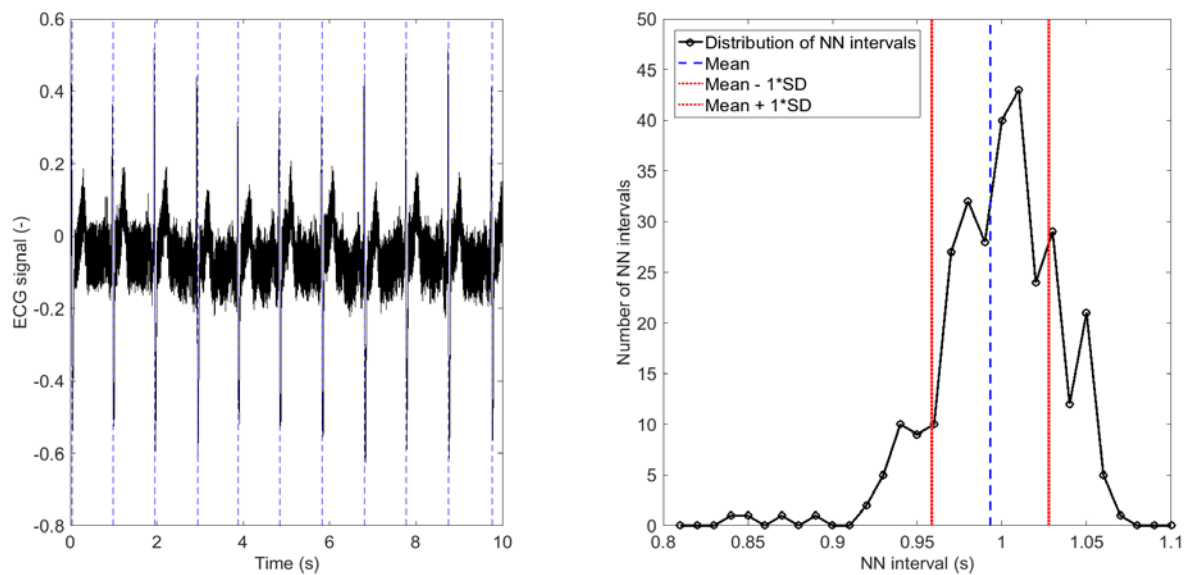 0.6
0.4
0.2
0
-0.2
-0.4
-0.6
-0.8
ECG signal (-)
0 2 4 6 8 10
Time (s)
50
45
40
35
30
25
20
15
10
5
0
Number of NN intervals
Distribution of NN intervals
Mean
Mean - 1*SD
Mean + 1*SD
0.8 0.85 0.9 0.95 1 1.05 1.1
NN interval (s)